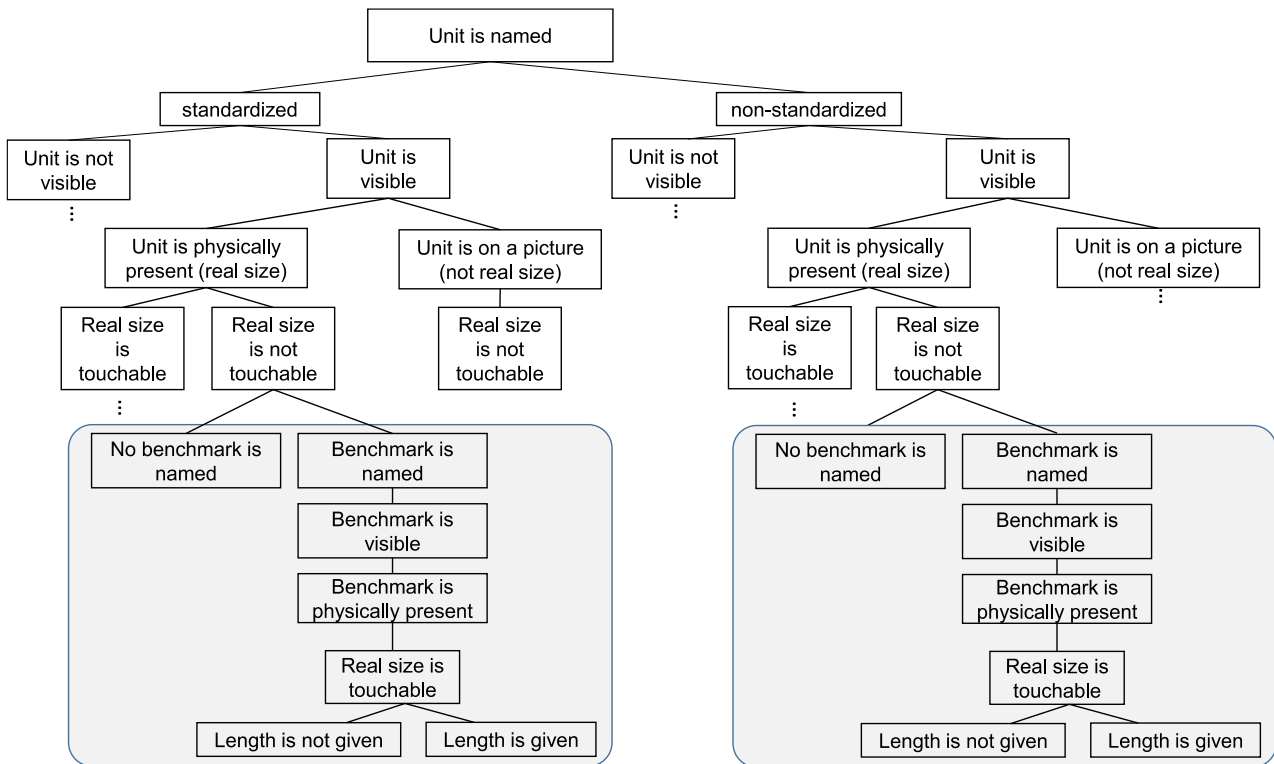 Unit is named
standardized
non-standardized
Unit is not
visible
Unit is
visible
Unit is not
visible
Unit is
visible
Unit is physically
present (real size)
Unit is on a picture
(not real size)
Unit is physically
present (real size)
Unit is on a picture
(not real size)
Real size
is
touchable
Real size
is not
touchable
Real size
is not
touchable
Real size
is
touchable
Real size
is not
touchable
No benchmark is
named
Benchmark is
named
No benchmark is
named
Benchmark is
named
Benchmark is
visible
Benchmark is
visible
Benchmark is
physically present
Benchmark is
physically present
Real size is
touchable
Real size is
touchable
Length is not given
Length is given
Length is not given
Length is given